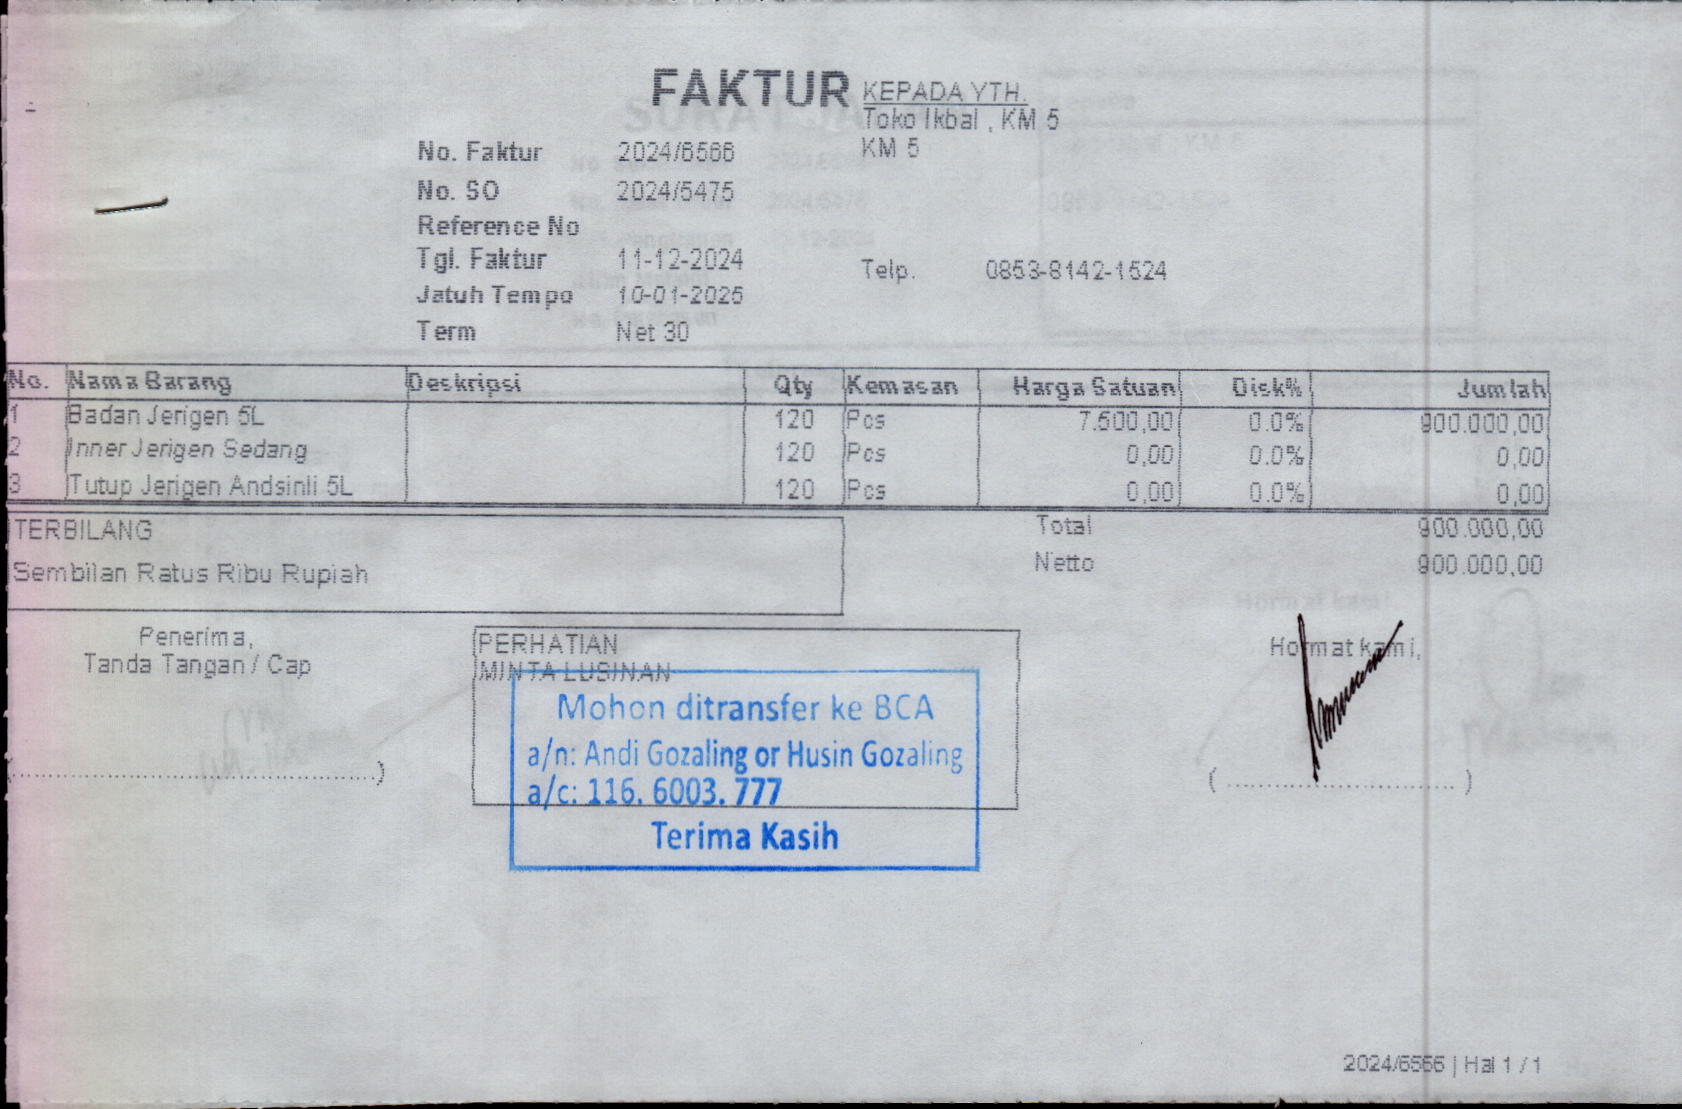 FAKTUR
KEPADA YTH.
Toko Ikbal , KM 5
KM 5
No. Faktur 2024/6566
No. SO 2024/5475
Reference No
Tgl. Faktur 11-12-2024
Telp. 0853-8142-1524
Jatuh Tempo 10-01-2025
Term Net 30
No. Nama Barang Deskripsi Qty Kemasan Harga Satuan Disk% Jumlah
1 Badan Jerigen 5L 120 Pcs 7.500,00 0.0% 900.000,00
2 Inner Jerigen Sedang 120 Pcs 0,00 0.0% 0,00
3 Tutup Jerigen Andsinli 5L 120 Pcs 0,00 0.0% 0,00
TERBILANG
Sembilan Ratus Ribu Rupiah
Total 900.000,00
Netto 900.000,00
Penerima,
Tanda Tangan / Cap
PERHATIAN
MINTA LUSINAN
Mohon ditransfer ke BCA
a/n: Andi Gozaling or Husin Gozaling
a/c: 116. 6003. 777
Terima Kasih
Hormat kami,
2024/6566 | Hal 1 / 1